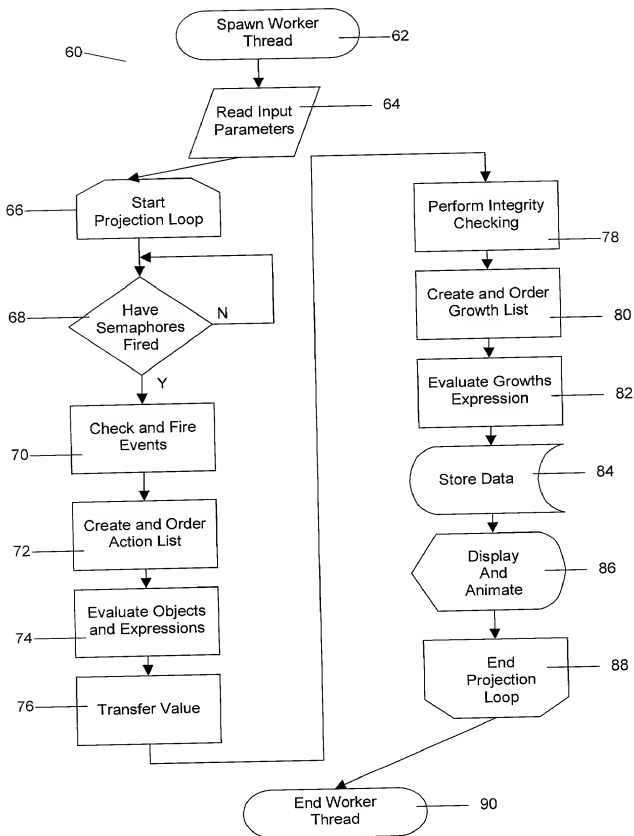 60
Spawn Worker
Thread
62
Read Input
Parameters
64
66
Start
Projection Loop
68
Have
Semaphores
Fired
N
Y
70
Check and Fire
Events
72
Create and Order
Action List
74
Evaluate Objects
and Expressions
76
Transfer Value
Perform Integrity
Checking
78
Create and Order
Growth List
80
Evaluate Growths
Expression
82
Store Data
84
Display
And
Animate
86
End
Projection
Loop
88
End Worker
Thread
90